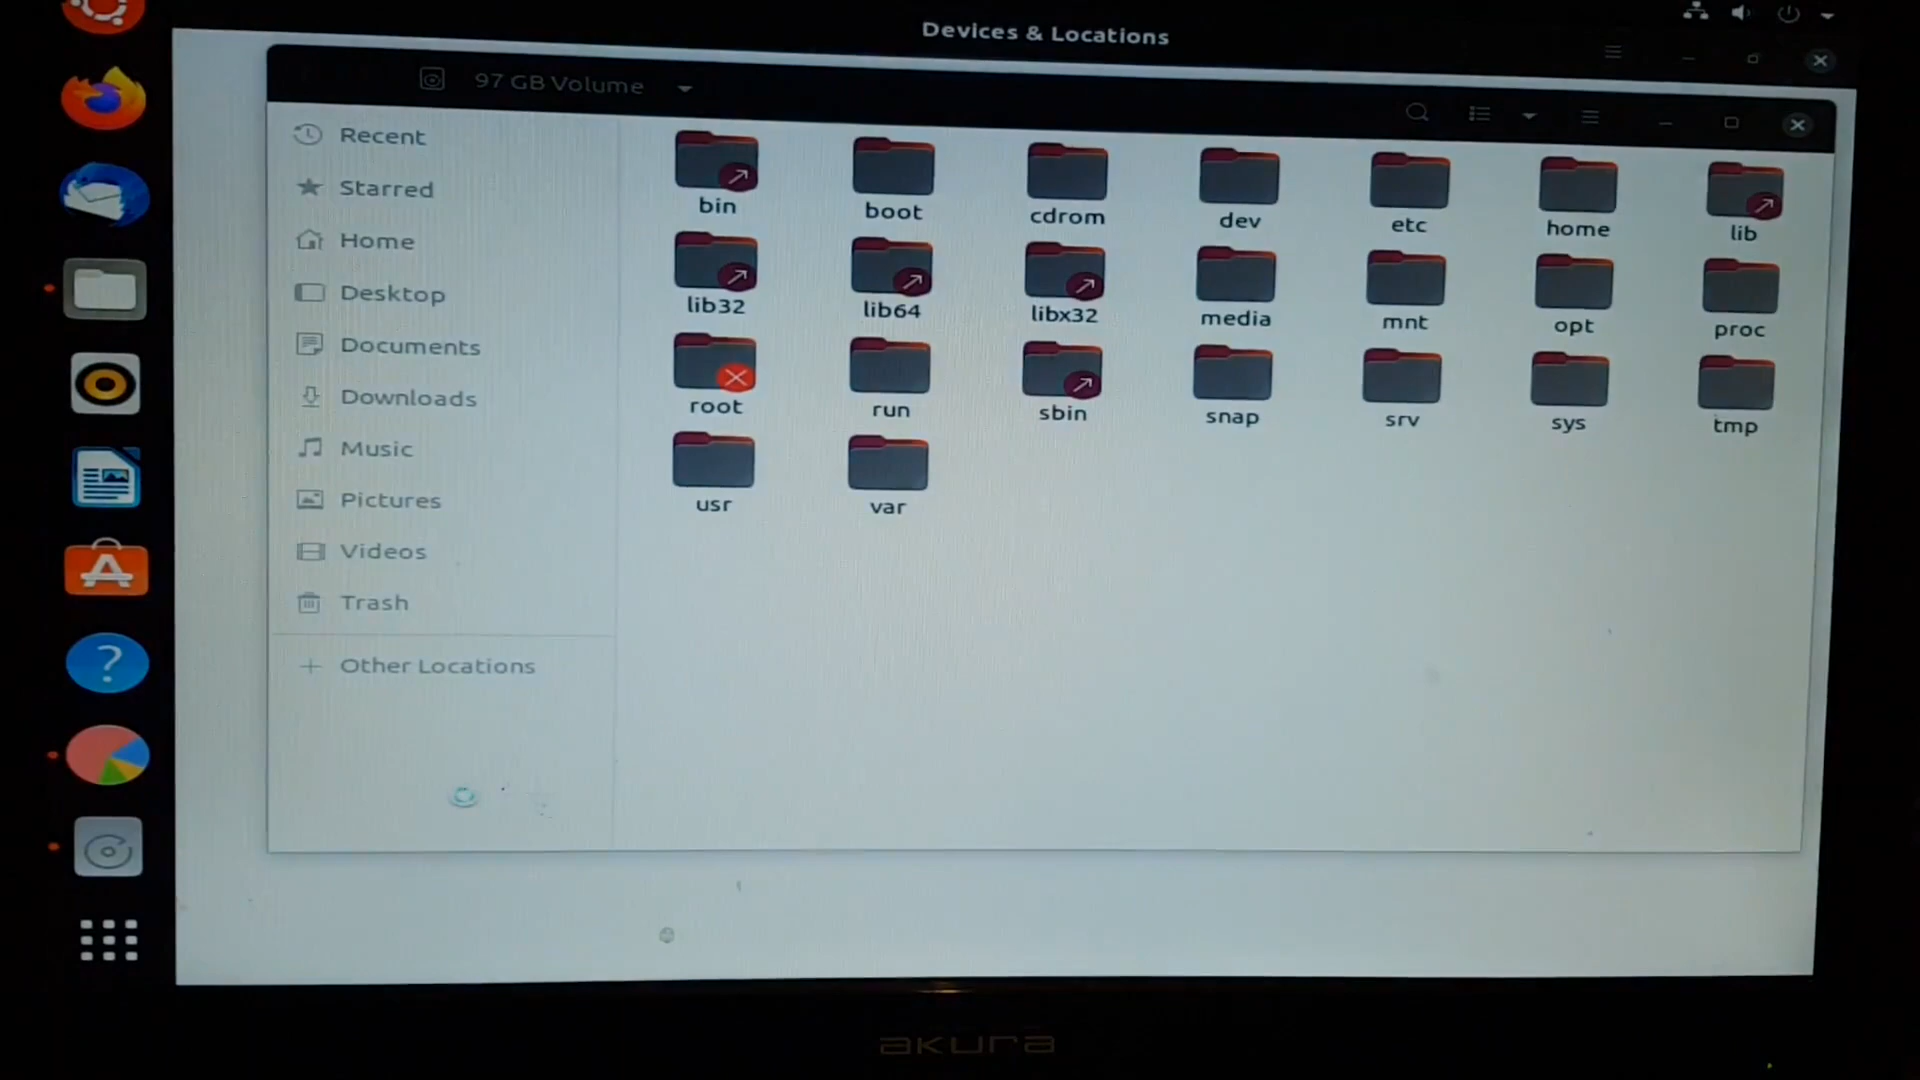 Devices & Locations
97 GB Volume
Recent
Starred
Home
Desktop
Documents
Downloads
Music
Pictures
Videos
Trash
Other Locations
bin boot cdrom dev etc home lib
lib32 lib64 libx32 media mnt opt proc
root run sbin snap srv sys tmp
usr var
akura